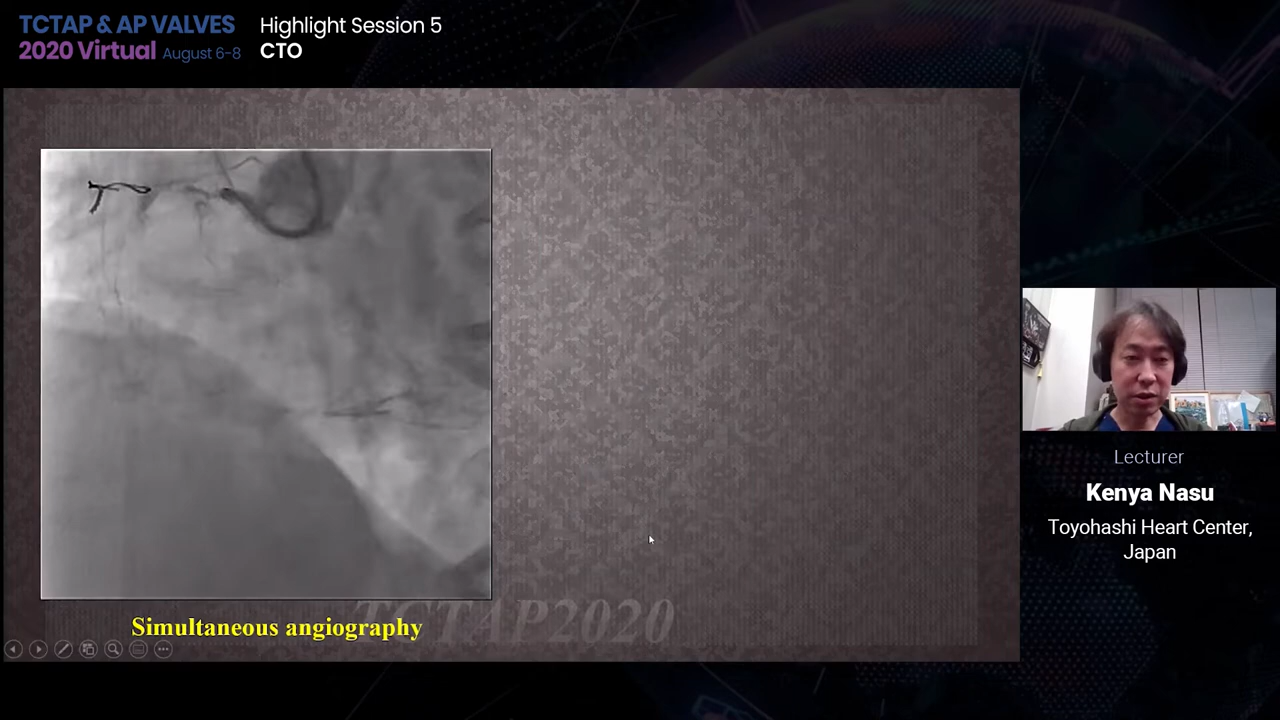 TCTAP & AP VALVES
2020 Virtual August 6-8
Highlight Session 5
CTO
Simultaneous angiography
TCTAP2020
Lecturer
Kenya Nasu
Toyohashi Heart Center,
Japan